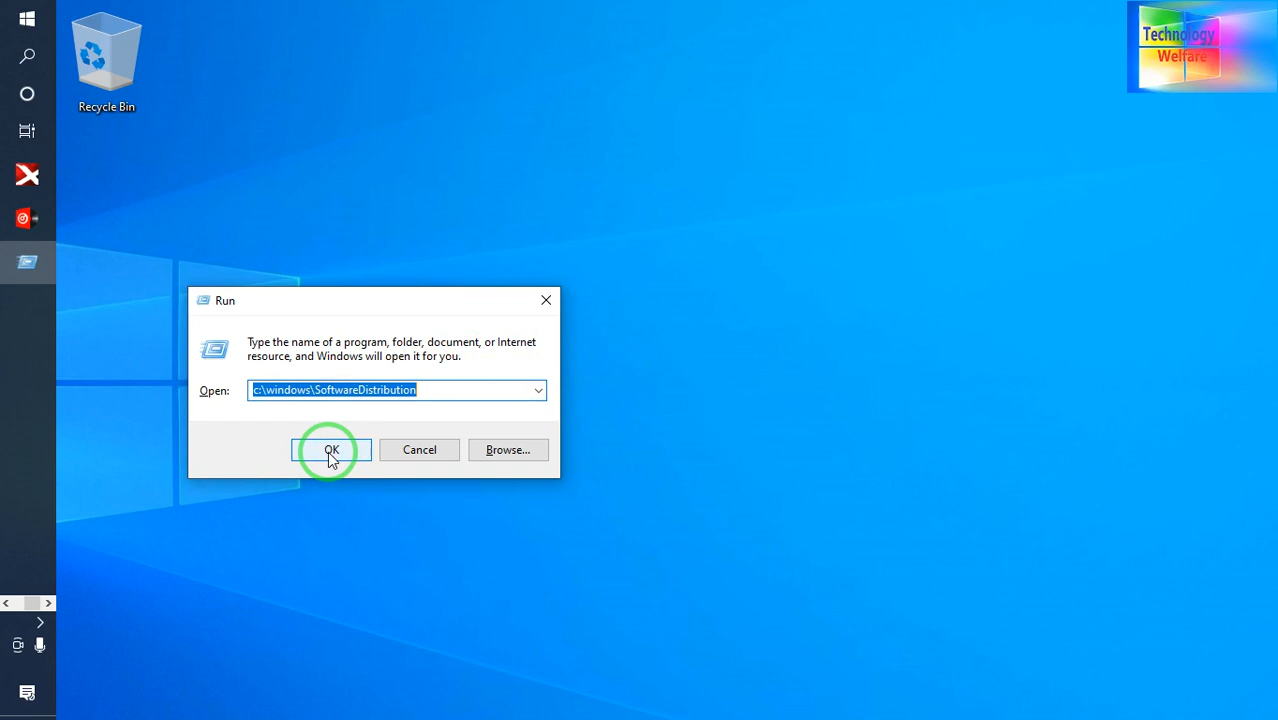 Recycle Bin
Technology
Welfare
Run
Type the name of a program, folder, document, or Internet
resource, and Windows will open it for you.
Open: c:\windows\SoftwareDistribution
OK Cancel Browse...